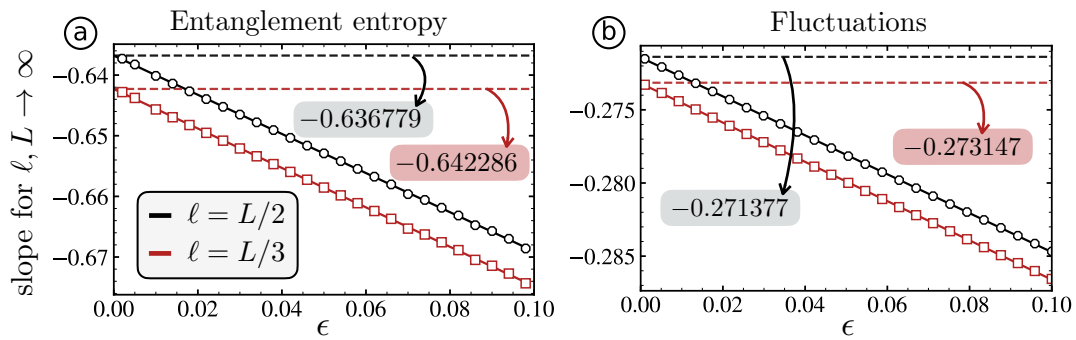 ⓐ Entanglement entropy
slope for ℓ, L → ∞
−0.64
−0.65
−0.66
−0.67
−0.636779
−0.642286
ℓ = L/2
ℓ = L/3
0.00 0.02 0.04 0.06 0.08 0.10
ϵ
ⓑ Fluctuations
−0.275
−0.280
−0.285
−0.273147
−0.271377
0.00 0.02 0.04 0.06 0.08 0.10
ϵ